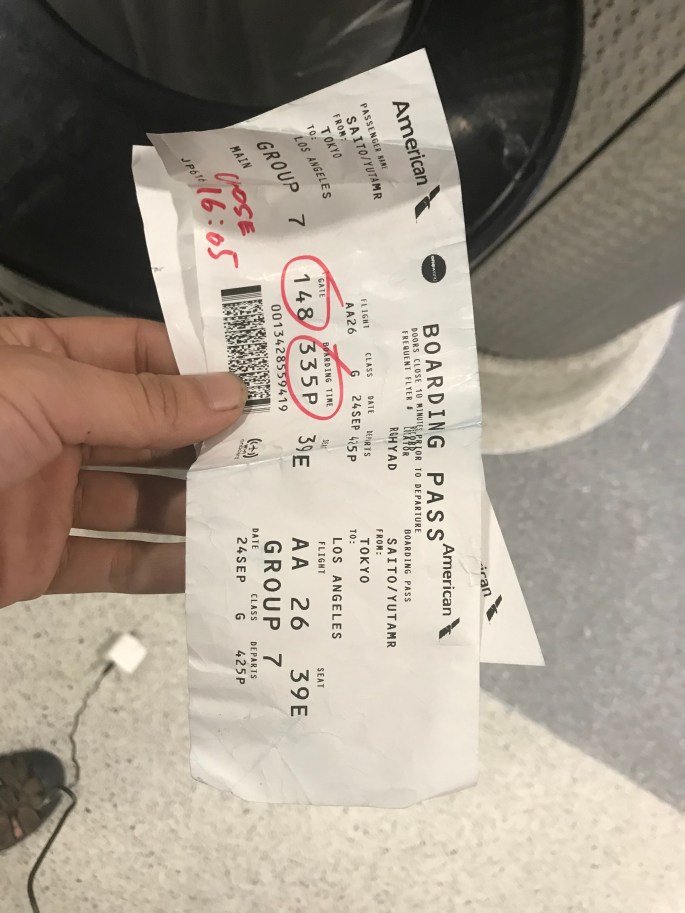 American
PASSENGER NAME
SAITO/YUTAMR
FROM:
TOKYO
TO:
LOS ANGELES
GROUP 7
MAIN
CLOSE
16:05
BOARDING PASS
DOORS CLOSE 10 MINUTES PRIOR TO DEPARTURE
FREQUENT FLYER #
FLIGHT CLASS DATE DEPARTS
AA26 G 24SEP 425P
GATE BOARDING TIME
148 335P 39E
0013428559419
American
BOARDING PASS
SAITO/YUTAMR
FROM:
TOKYO
TO:
LOS ANGELES
FLIGHT SEAT
AA 26 39E
GROUP 7
DATE CLASS DEPARTS
24SEP G 425P
ican